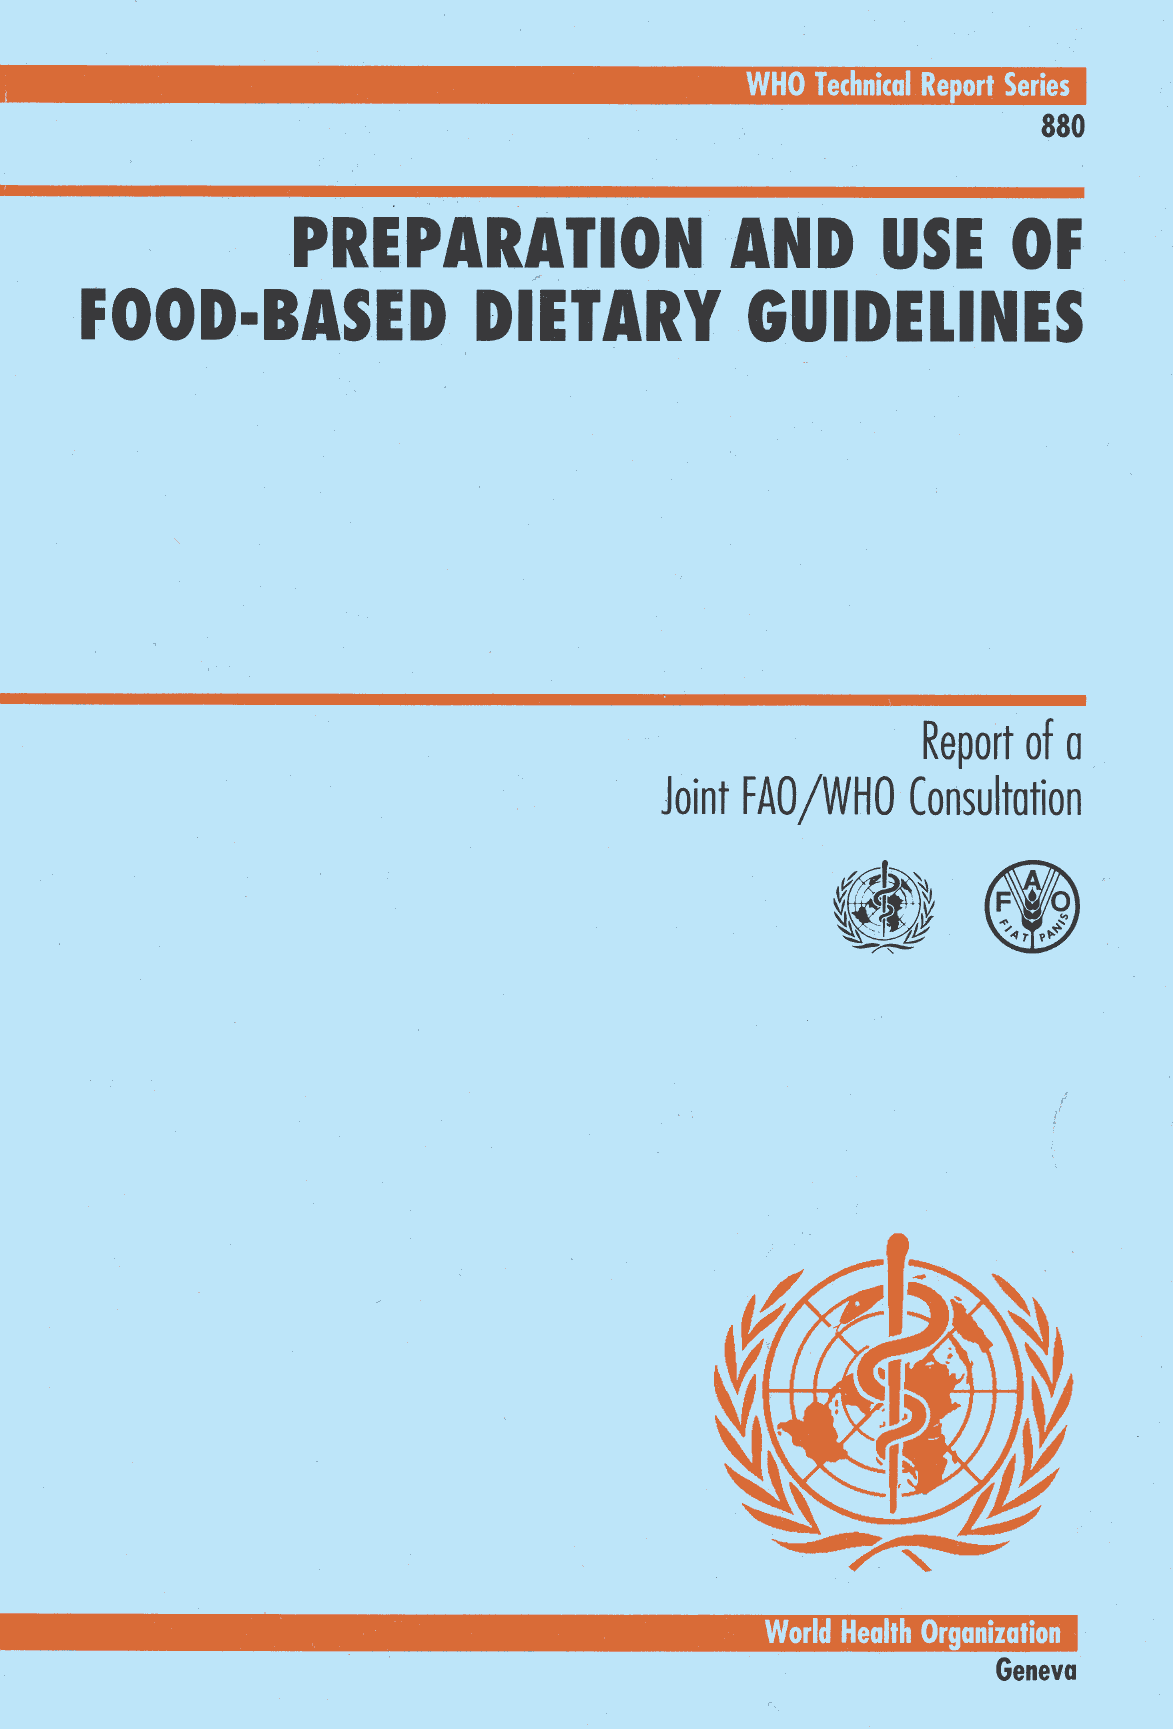 WHO Technical Report Series
880
PREPARATION AND USE OF
FOOD-BASED DIETARY GUIDELINES
Report of a
Joint FAO/WHO Consultation
F A O
FIAT PANIS
World Health Organization
Geneva